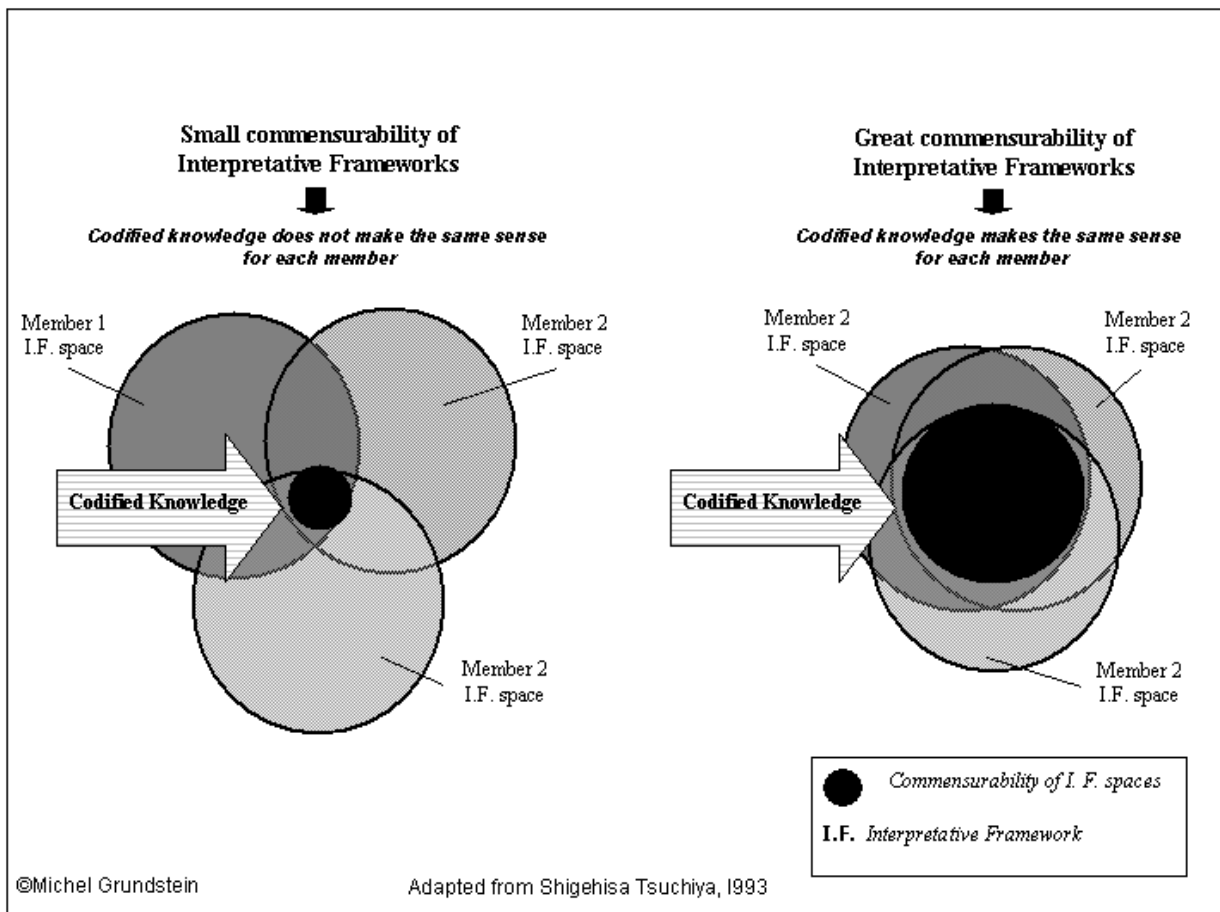 Small commensurability of
Interpretative Frameworks
Codified knowledge does not make the same sense
for each member
Member 1
I.F. space
Member 2
I.F. space
Codified Knowledge
Member 2
I.F. space
Great commensurability of
Interpretative Frameworks
Codified knowledge makes the same sense
for each member
Member 2
I.F. space
Member 2
I.F. space
Codified Knowledge
Member 2
I.F. space
Commensurability of I. F. spaces
I.F. Interpretative Framework
©Michel Grundstein
Adapted from Shigehisa Tsuchiya, l993